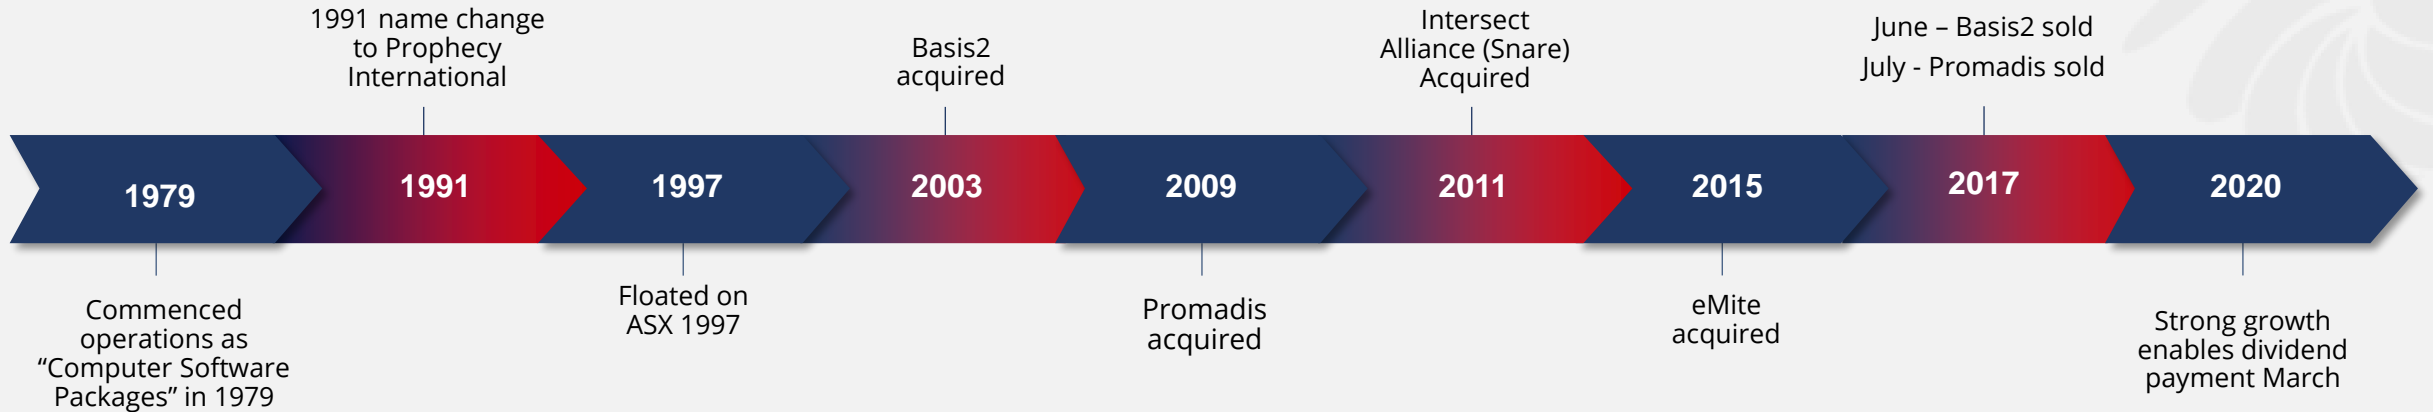 1991 name change
to Prophecy
International
Basis2
acquired
Intersect
Alliance (Snare)
Acquired
June – Basis2 sold
July - Promadis sold
1979
1991
1997
2003
2009
2011
2015
2017
2020
Commenced
operations as
“Computer Software
Packages” in 1979
Floated on
ASX 1997
Promadis
acquired
eMite
acquired
Strong growth
enables dividend
payment March